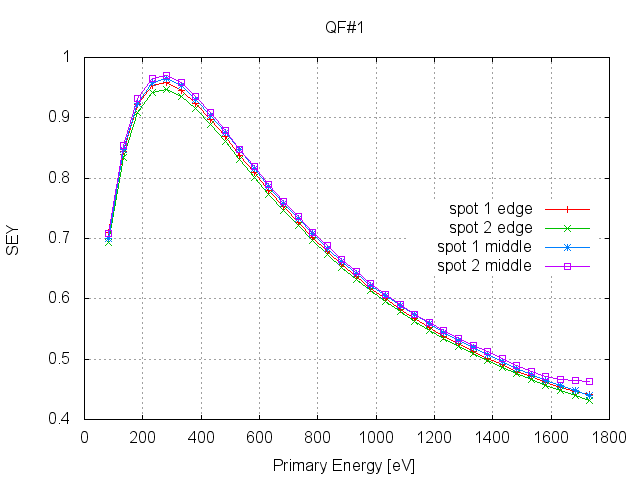 QF#1
1
0.9
0.8
0.7
0.6
0.5
0.4
SEY
spot 1 edge
spot 2 edge
spot 1 middle
spot 2 middle
0 200 400 600 800 1000 1200 1400 1600 1800
Primary Energy [eV]